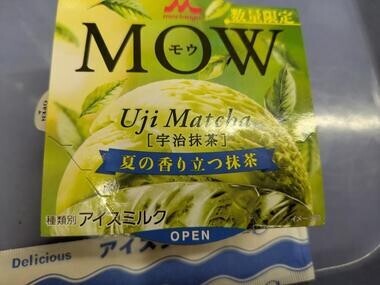 morinaga
数量限定
MOW
モウ
OPEN
Uji Matcha
[宇治抹茶]
夏の香り立つ抹茶
種類別 アイスミルク
OPEN
Delicious